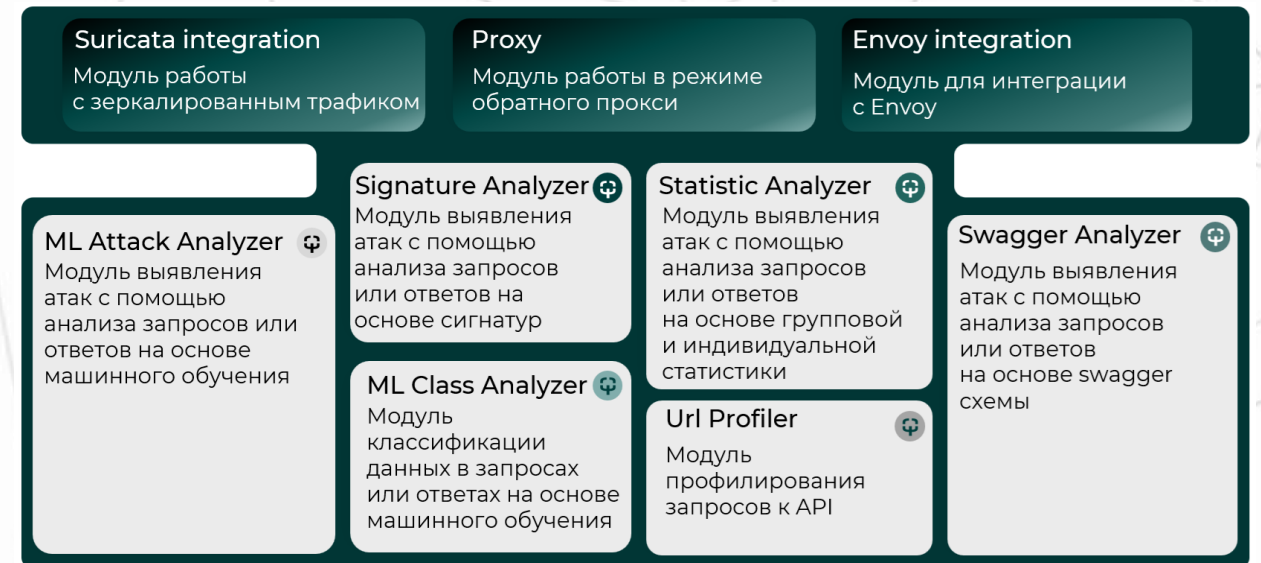 Suricata integration
Модуль работы
с зеркалированным трафиком
Proxy
Модуль работы в режиме
обратного прокси
Envoy integration
Модуль для интеграции
с Envoy
ML Attack Analyzer
Модуль выявления
атак с помощью
анализа запросов или
ответов на основе
машинного обучения
Signature Analyzer
Модуль выявления
атак с помощью
анализа запросов
или ответов на
основе сигнатур
ML Class Analyzer
Модуль
классификации
данных в запросах
или ответах на основе
машинного обучения
Statistic Analyzer
Модуль выявления
атак с помощью
анализа запросов
или ответов
на основе групповой
и индивидуальной
статистики
Url Profiler
Модуль
профилирования
запросов к API
Swagger Analyzer
Модуль выявления
атак с помощью
анализа запросов
или ответов
на основе swagger
схемы